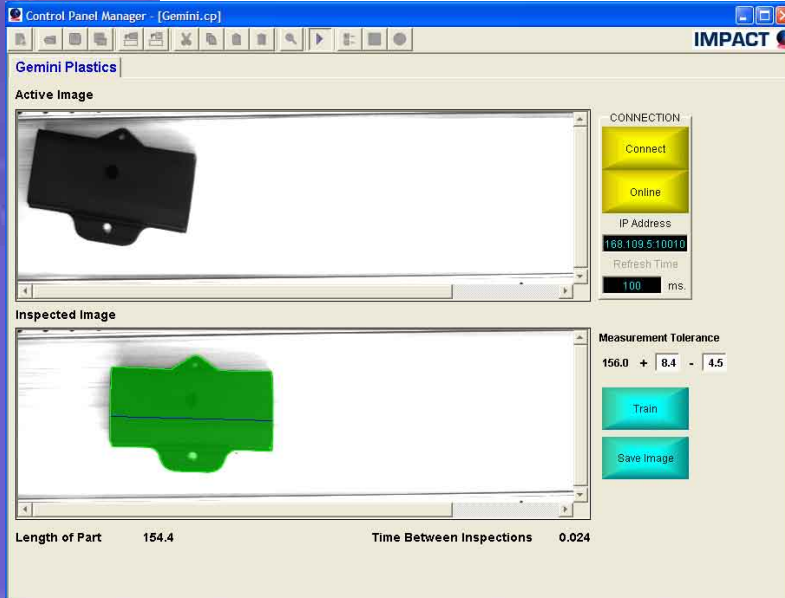 Control Panel Manager - [Gemini.cp]
IMPACT
Gemini Plastics
Active Image
CONNECTION
Connect
Online
IP Address
168.109.5:10010
Refresh Time
100 ms.
Inspected Image
Measurement Tolerance
156.0 + 8.4 - 4.5
Train
Save Image
Length of Part 154.4 Time Between Inspections 0.024